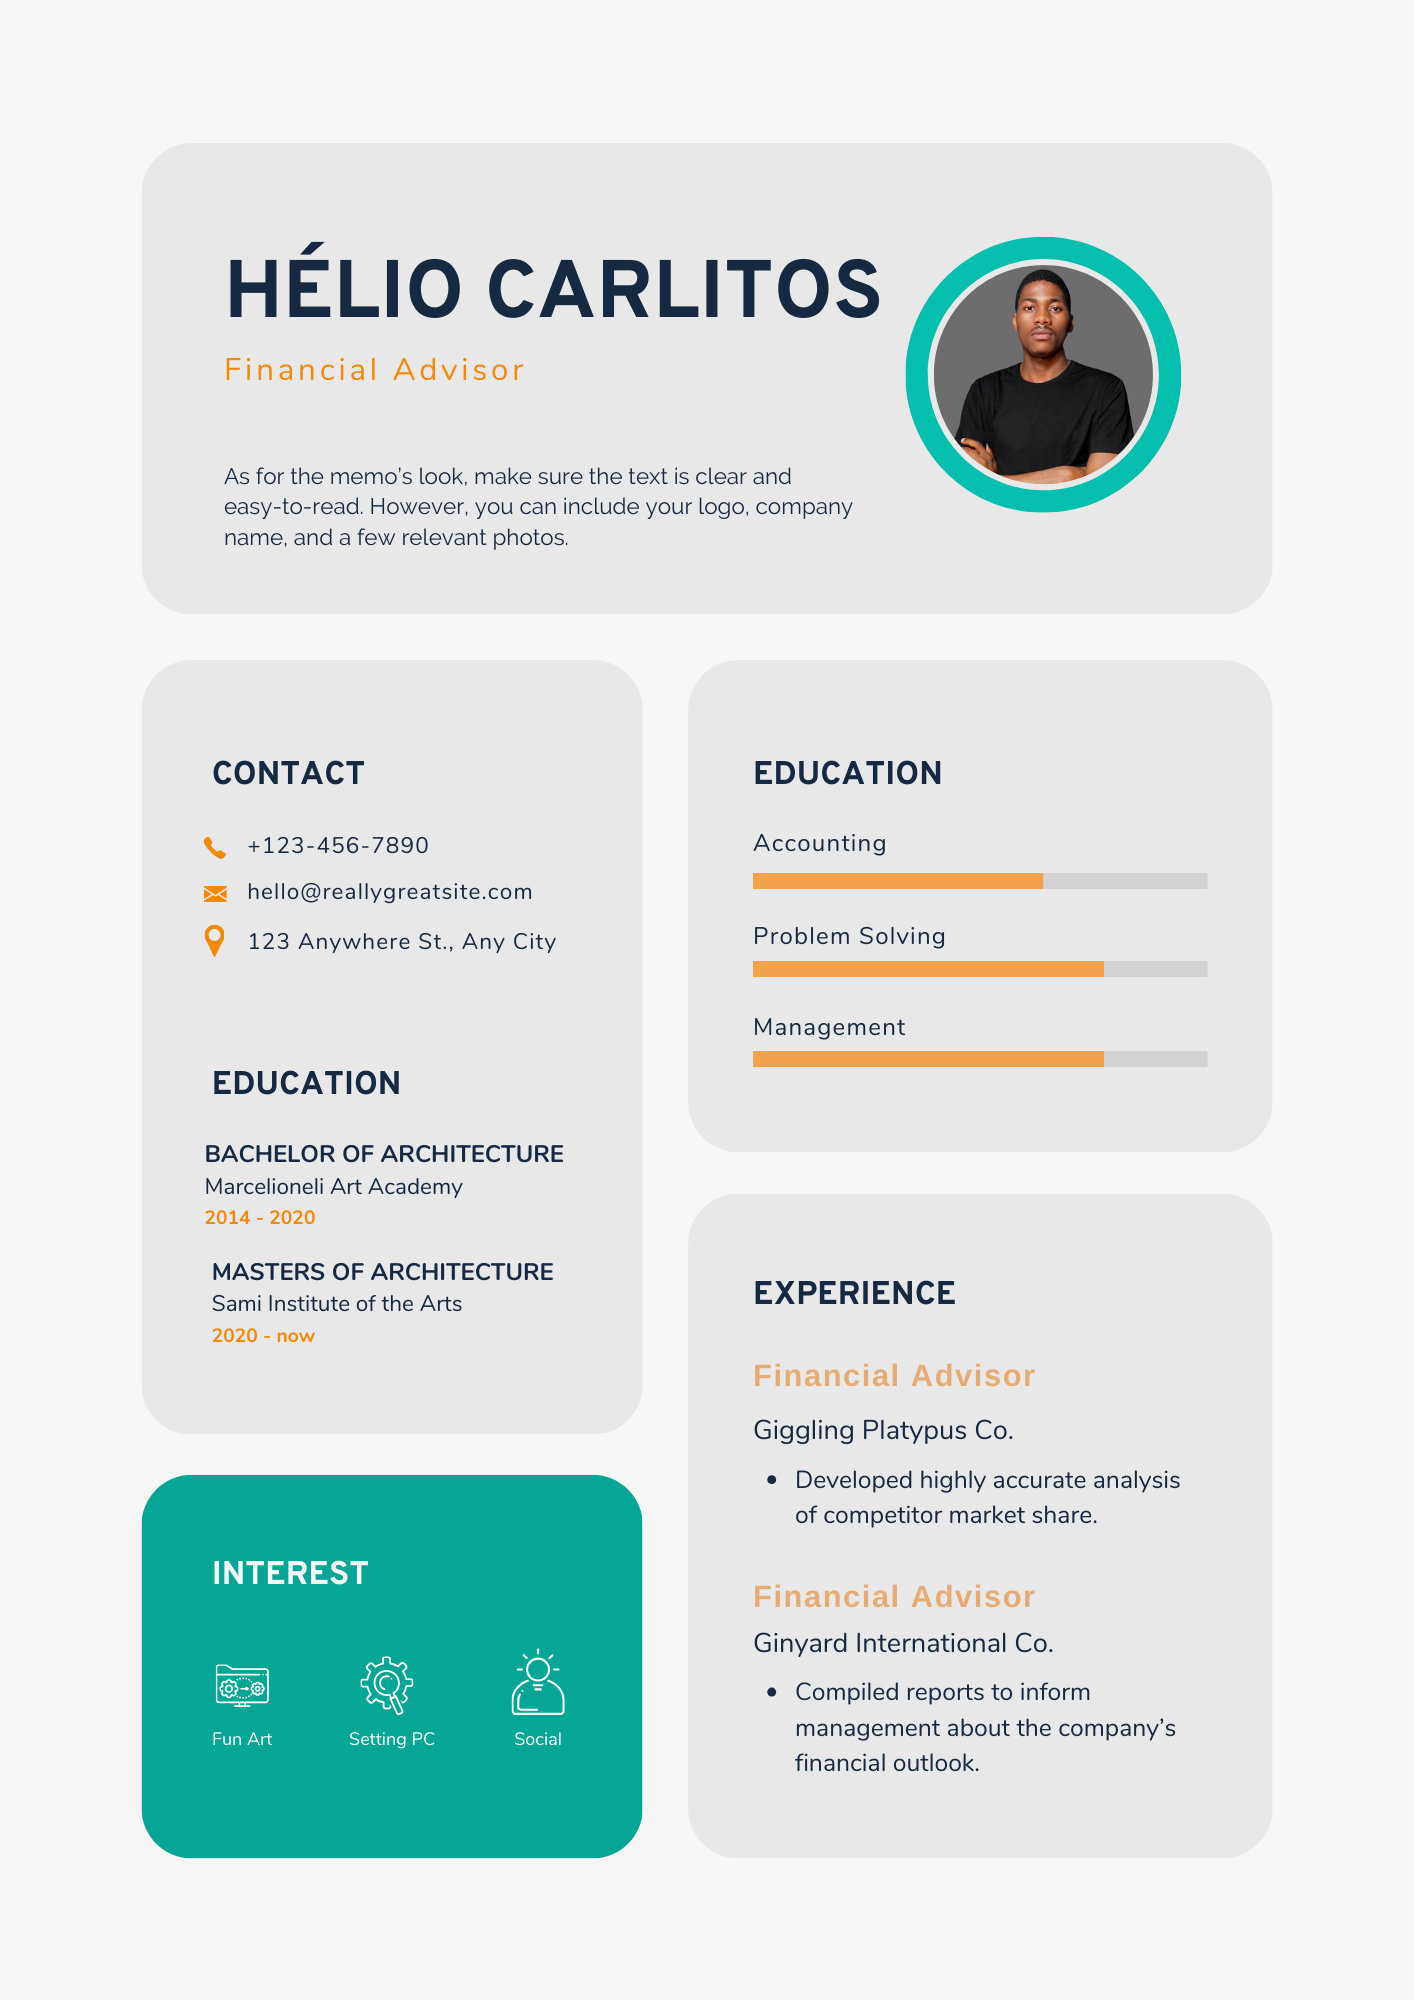 HÉLIO CARLITOS
Financial Advisor
As for the memo’s look, make sure the text is clear and
easy-to-read. However, you can include your logo, company
name, and a few relevant photos.
CONTACT
+123-456-7890
hello@reallygreatsite.com
123 Anywhere St., Any City
EDUCATION
BACHELOR OF ARCHITECTURE
Marcelioneli Art Academy
2014 - 2020
MASTERS OF ARCHITECTURE
Sami Institute of the Arts
2020 - now
INTEREST
Fun Art
Setting PC
Social
EDUCATION
Accounting
Problem Solving
Management
EXPERIENCE
Financial Advisor
Giggling Platypus Co.
• Developed highly accurate analysis
of competitor market share.
Financial Advisor
Ginyard International Co.
• Compiled reports to inform
management about the company’s
financial outlook.